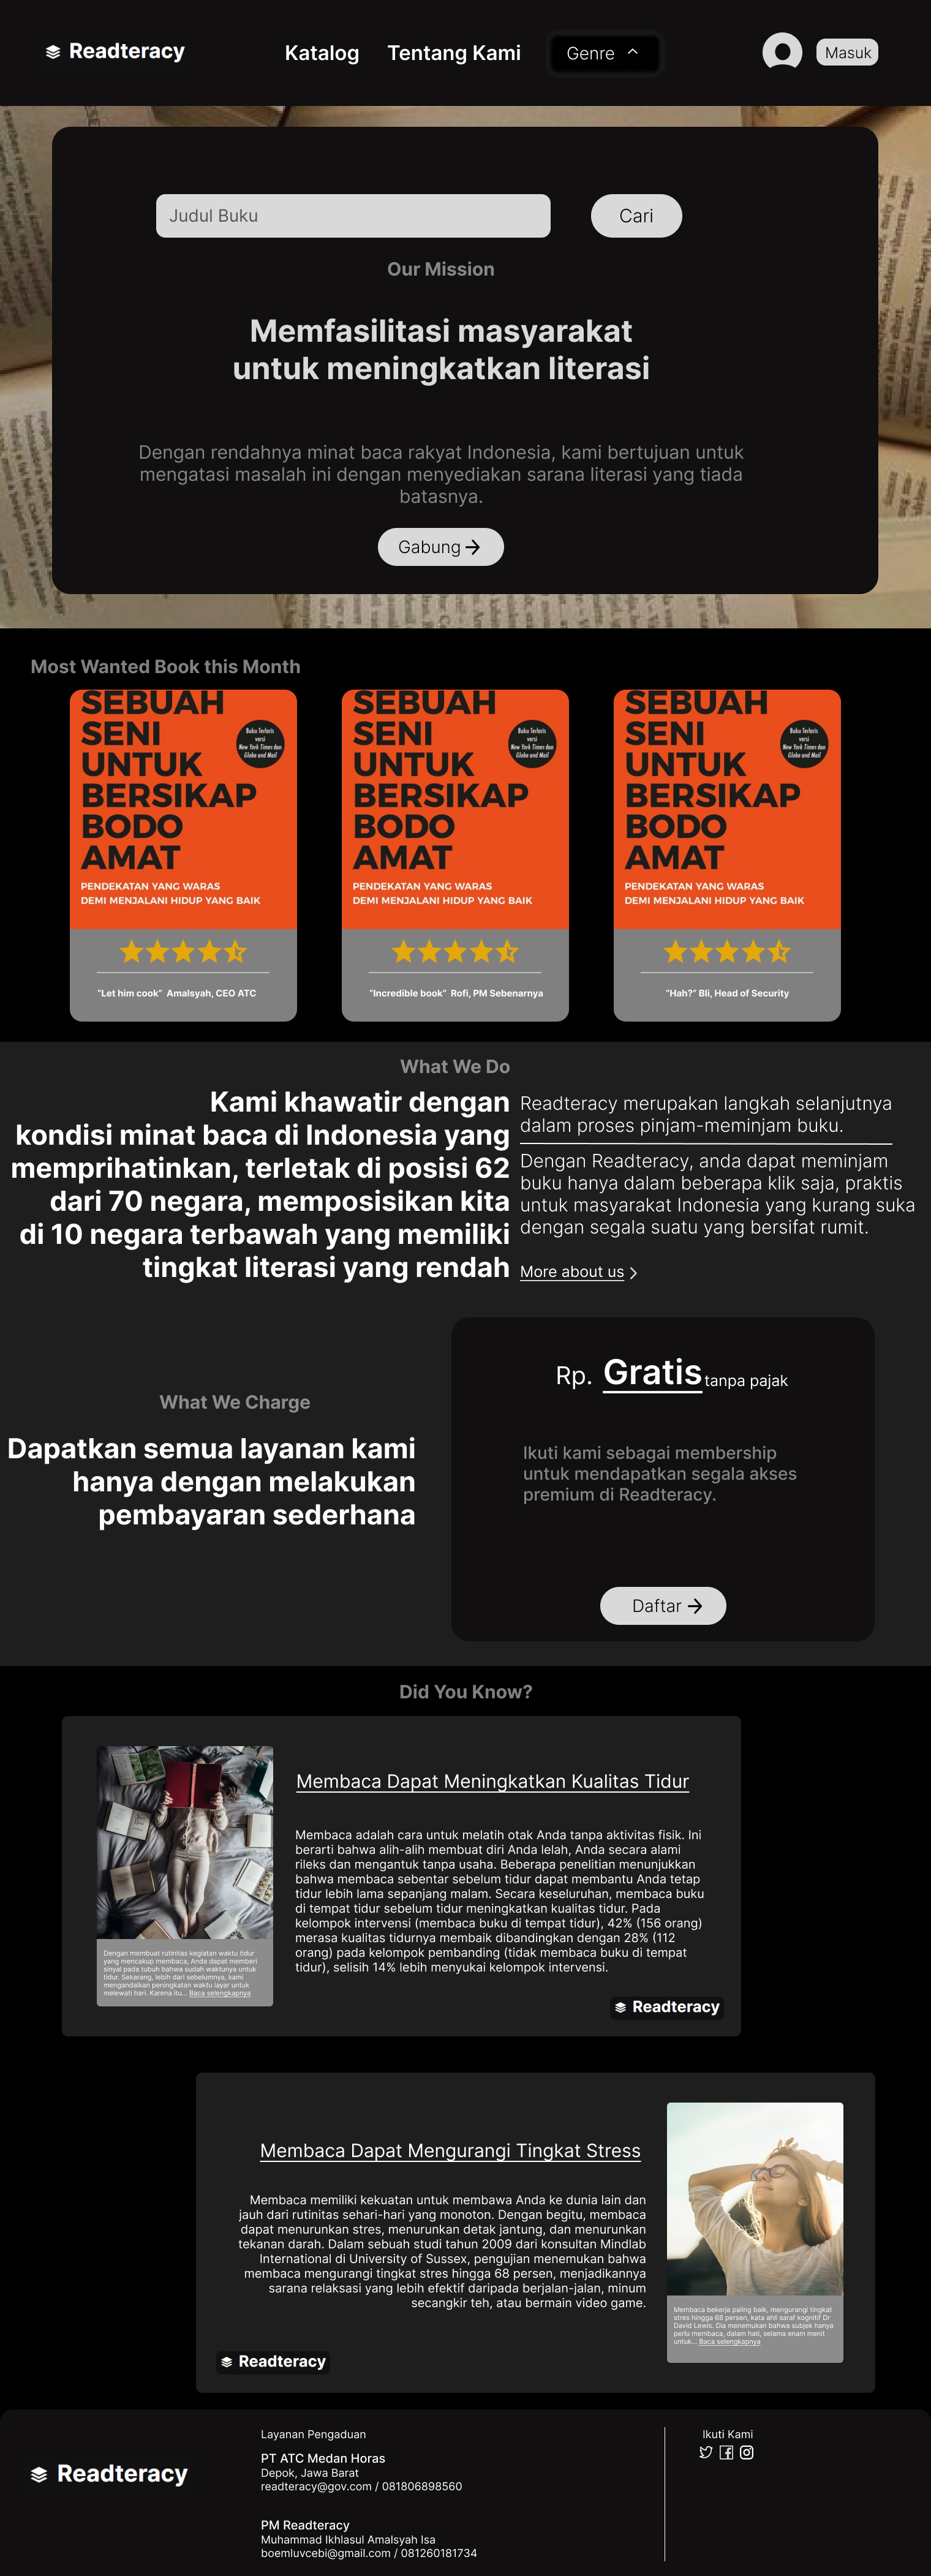 Readteracy
Katalog
Tentang Kami
Genre
Masuk
Judul Buku
Cari
Our Mission
Memfasilitasi masyarakat
untuk meningkatkan literasi
Dengan rendahnya minat baca rakyat Indonesia, kami bertujuan untuk
mengatasi masalah ini dengan menyediakan sarana literasi yang tiada
batasnya.
Gabung
Most Wanted Book this Month
SEBUAH
SENI
UNTUK
BERSIKAP
BODO
AMAT
Buku Terlaris
versi
New York Times dan
Globe and Mail
PENDEKATAN YANG WARAS
DEMI MENJALANI HIDUP YANG BAIK
"Let him cook" Amalsyah, CEO ATC
SEBUAH
SENI
UNTUK
BERSIKAP
BODO
AMAT
Buku Terlaris
versi
New York Times dan
Globe and Mail
PENDEKATAN YANG WARAS
DEMI MENJALANI HIDUP YANG BAIK
"Incredible book" Rofi, PM Sebenarnya
SEBUAH
SENI
UNTUK
BERSIKAP
BODO
AMAT
Buku Terlaris
versi
New York Times dan
Globe and Mail
PENDEKATAN YANG WARAS
DEMI MENJALANI HIDUP YANG BAIK
"Hah?" Bli, Head of Security
What We Do
Kami khawatir dengan
kondisi minat baca di Indonesia yang
memprihatinkan, terletak di posisi 62
dari 70 negara, memposisikan kita
di 10 negara terbawah yang memiliki
tingkat literasi yang rendah
Readteracy merupakan langkah selanjutnya
dalam proses pinjam-meminjam buku.
Dengan Readteracy, anda dapat meminjam
buku hanya dalam beberapa klik saja, praktis
untuk masyarakat Indonesia yang kurang suka
dengan segala suatu yang bersifat rumit.
More about us
What We Charge
Dapatkan semua layanan kami
hanya dengan melakukan
pembayaran sederhana
Rp. Gratis tanpa pajak
Ikuti kami sebagai membership
untuk mendapatkan segala akses
premium di Readteracy.
Daftar
Did You Know?
Membaca Dapat Meningkatkan Kualitas Tidur
Membaca adalah cara untuk melatih otak Anda tanpa aktivitas fisik. Ini
berarti bahwa alih-alih membuat diri Anda lelah, Anda secara alami
rileks dan mengantuk tanpa usaha. Beberapa penelitian menunjukkan
bahwa membaca sebentar sebelum tidur dapat membantu Anda tetap
tidur lebih lama sepanjang malam. Secara keseluruhan, membaca buku
di tempat tidur sebelum tidur meningkatkan kualitas tidur. Pada
kelompok intervensi (membaca buku di tempat tidur), 42% (156 orang)
merasa kualitas tidurnya membaik dibandingkan dengan 28% (112
orang) pada kelompok pembanding (tidak membaca buku di tempat
tidur), selisih 14% lebih menyukai kelompok intervensi.
Dengan membuat rutinitas kegiatan waktu tidur
yang mencakup membaca, Anda dapat memberi
sinyal pada tubuh bahwa sudah waktunya untuk
tidur. Sekarang, lebih dari sebelumnya, kami
mengandalkan peningkatan waktu layar untuk
melewati hari. Karena itu... Baca selengkapnya
Readteracy
Membaca Dapat Mengurangi Tingkat Stress
Membaca memiliki kekuatan untuk membawa Anda ke dunia lain dan
jauh dari rutinitas sehari-hari yang monoton. Dengan begitu, membaca
dapat menurunkan stres, menurunkan detak jantung, dan menurunkan
tekanan darah. Dalam sebuah studi tahun 2009 dari konsultan Mindlab
International di University of Sussex, pengujian menemukan bahwa
membaca mengurangi tingkat stres hingga 68 persen, menjadikannya
sarana relaksasi yang lebih efektif daripada berjalan-jalan, minum
secangkir teh, atau bermain video game.
Membaca bekerja paling baik, mengurangi tingkat
stres hingga 68 persen, kata ahli saraf kognitif Dr
David Lewis. Dia menemukan bahwa subjek hanya
perlu membaca, dalam hati, selama enam menit
untuk... Baca selengkapnya
Readteracy
Readteracy
Layanan Pengaduan
PT ATC Medan Horas
Depok, Jawa Barat
readteracy@gov.com / 081806898560
PM Readteracy
Muhammad Ikhlasul Amalsyah Isa
boemluvcebi@gmail.com / 081260181734
Ikuti Kami